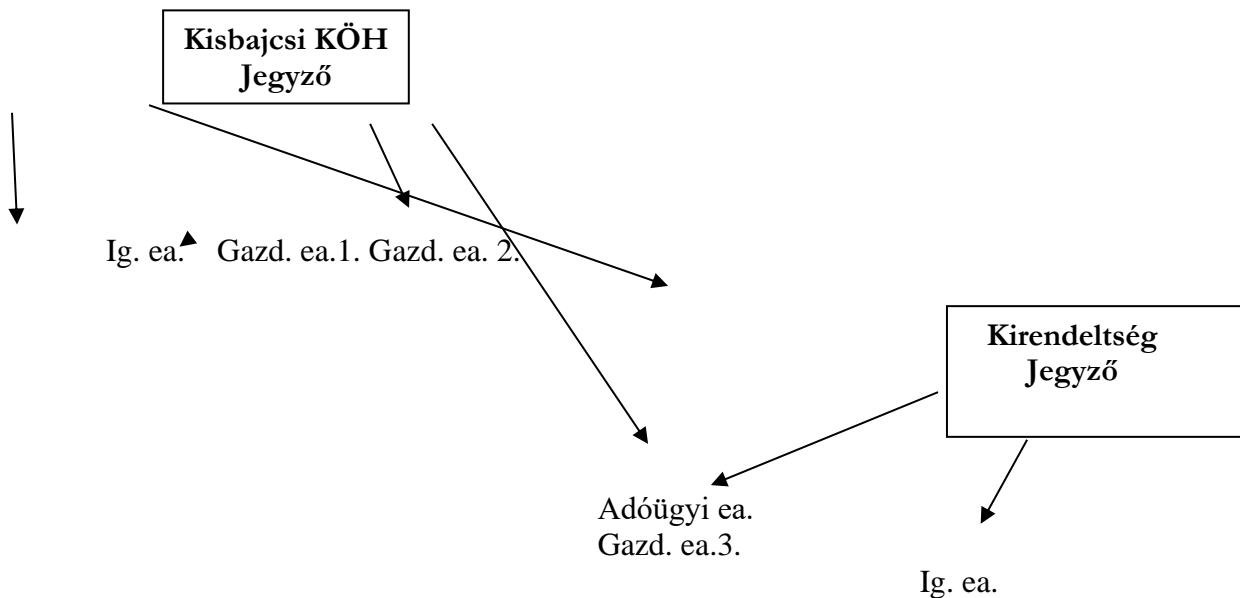 Kisbajcsi KÖH
Jegyző
Ig. ea. Gazd. ea.1. Gazd. ea. 2.
Kirendeltség
Jegyző
Adóügyi ea.
Gazd. ea.3.
Ig. ea.